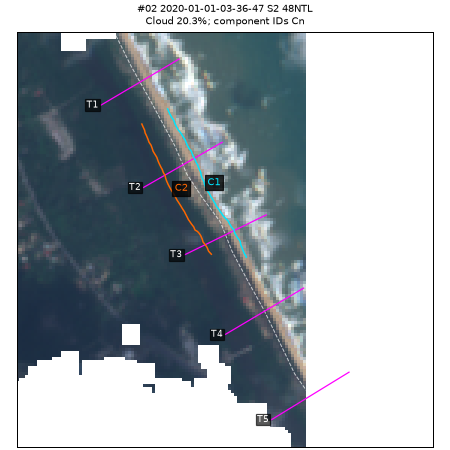 #02 2020-01-01-03-36-47 S2 48NTL
Cloud 20.3%; component IDs Cn
T1
T2
C2
C1
T3
T4
T5